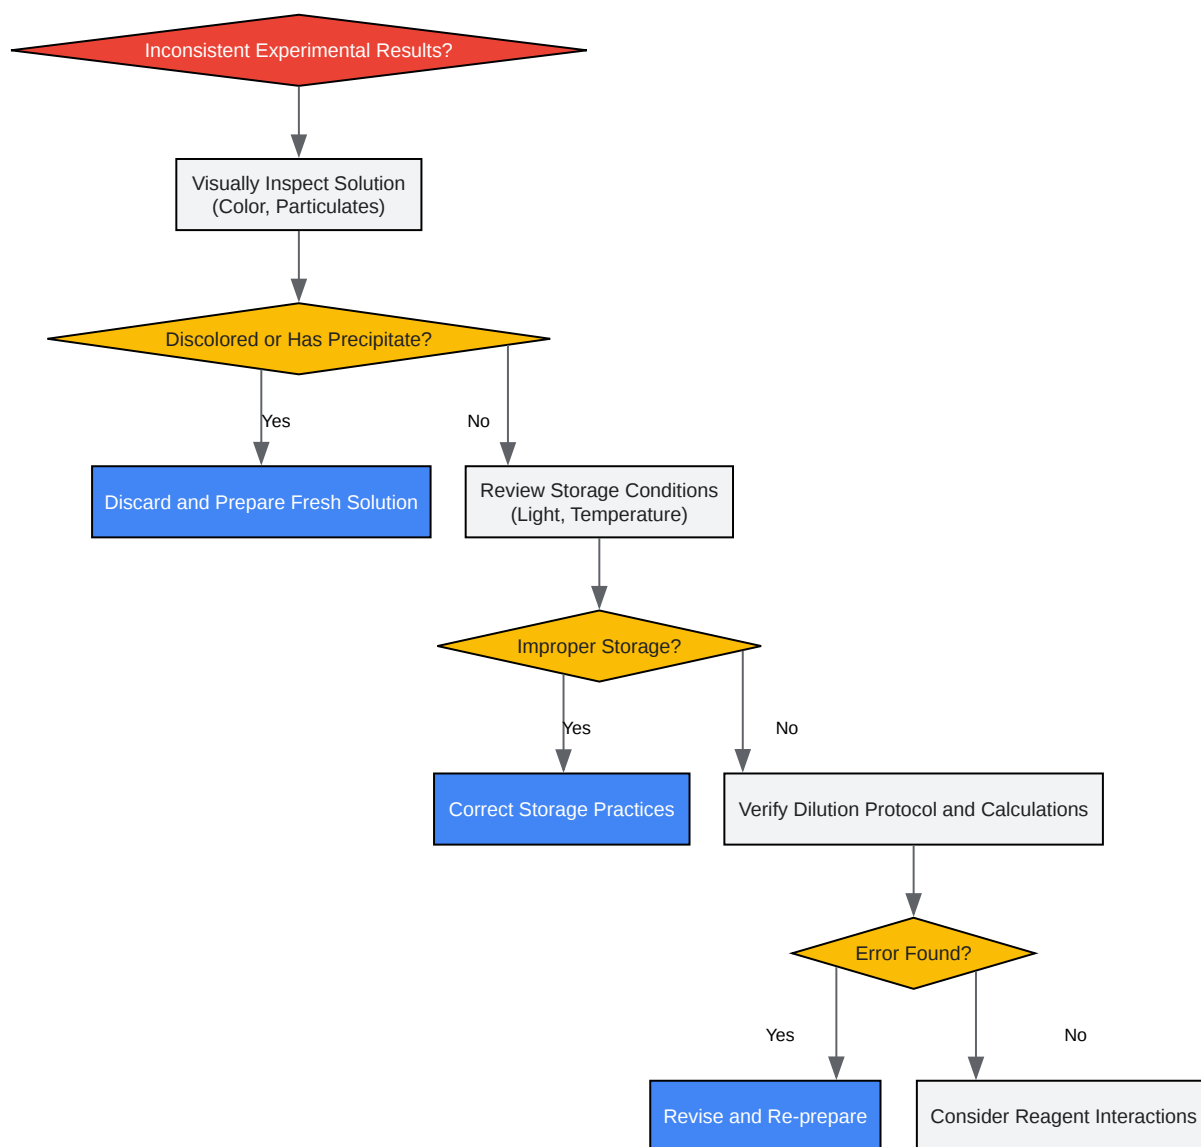 Inconsistent Experimental Results?
Visually Inspect Solution
(Color, Particulates)
Discolored or Has Precipitate?
Yes
No
Discard and Prepare Fresh Solution
Review Storage Conditions
(Light, Temperature)
Improper Storage?
Yes
No
Correct Storage Practices
Verify Dilution Protocol and Calculations
Error Found?
Yes
No
Revise and Re-prepare
Consider Reagent Interactions